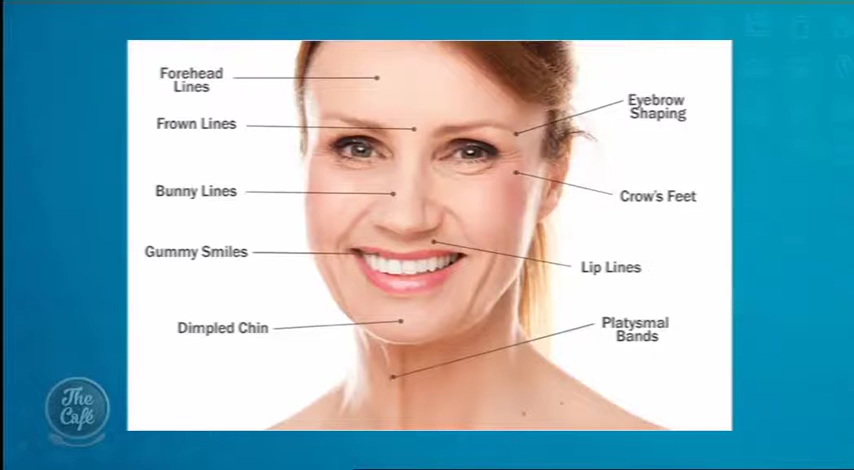 Forehead
Lines
Frown Lines
Bunny Lines
Gummy Smiles
Dimpled Chin
Eyebrow
Shaping
Crow's Feet
Lip Lines
Platysmal
Bands
The
Café